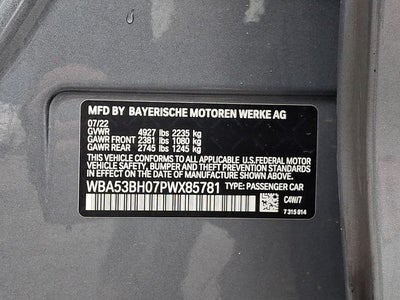 MFD BY BAYERISCHE MOTOREN WERKE AG
07/22
GVWR 4927 lbs 2235 kg
GAWR FRONT 2381 lbs 1080 kg
GAWR REAR 2745 lbs 1245 kg
THIS VEHICLE CONFORMS TO ALL APPLICABLE U.S.FEDERAL MOTOR
VEHICLE SAFETY, BUMPER, AND THEFT PREVENTION STANDARDS
IN EFFECT ON THE DATE OF MANUFACTURE SHOWN ABOVE.
WBA53BH07PWX85781 TYPE: PASSENGER CAR
C4W/7
7 315 814